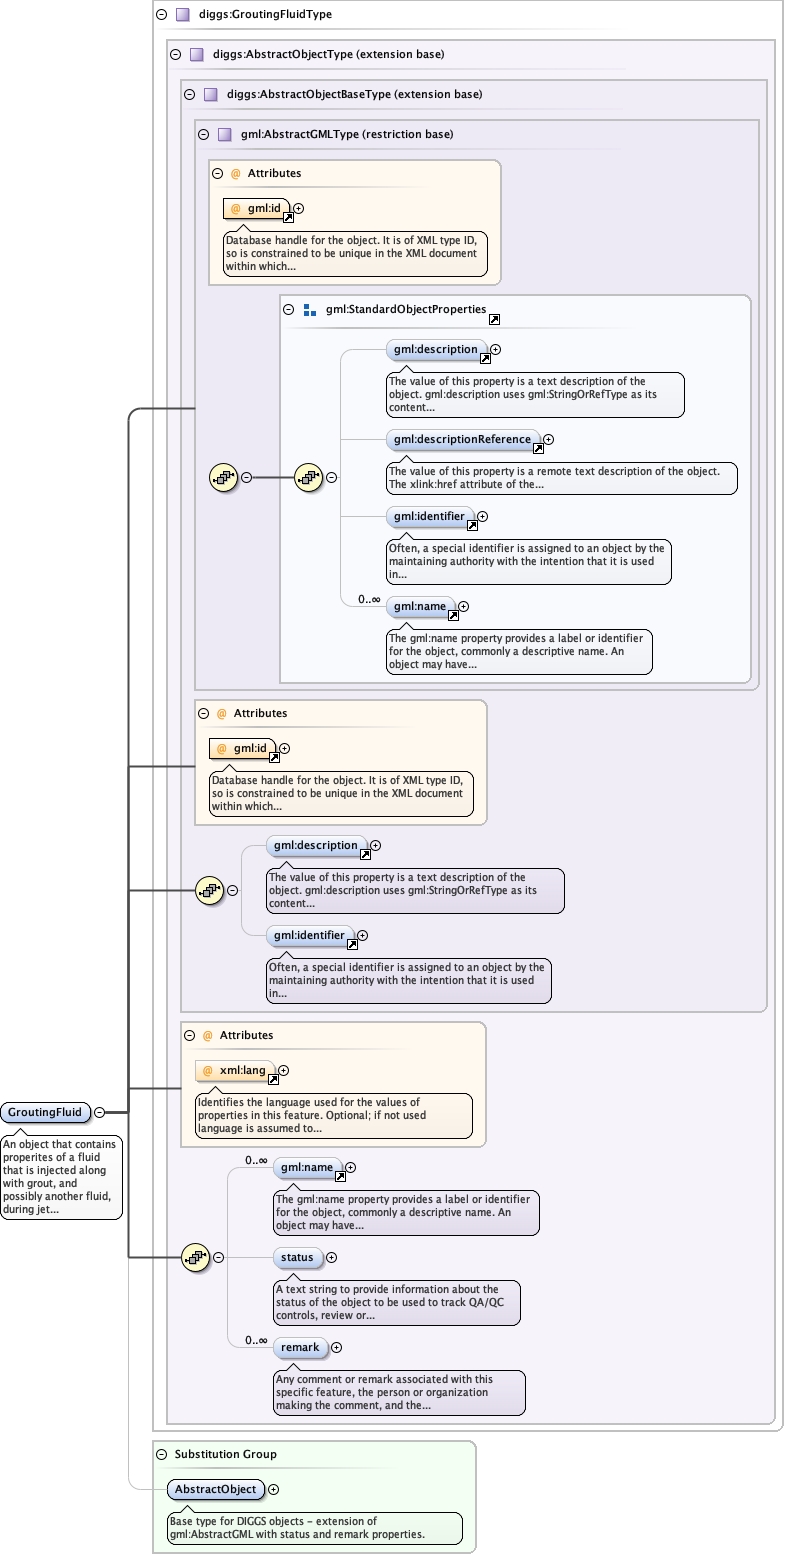 diggs:GroutingFluidType
diggs:AbstractObjectType (extension base)
diggs:AbstractObjectBaseType (extension base)
gml:AbstractGMLType (restriction base)
@ Attributes
@ gml:id
Database handle for the object. It is of XML type ID,
so is constrained to be unique in the XML document
within which...
gml:StandardObjectProperties
gml:description
The value of this property is a text description of the
object. gml:description uses gml:StringOrRefType as its
content...
gml:descriptionReference
The value of this property is a remote text description of the object.
The xlink:href attribute of the...
gml:identifier
Often, a special identifier is assigned to an object by the
maintaining authority with the intention that it is used
in...
0..∞
gml:name
The gml:name property provides a label or identifier
for the object, commonly a descriptive name. An
object may have...
@ Attributes
@ gml:id
Database handle for the object. It is of XML type ID,
so is constrained to be unique in the XML document
within which...
gml:description
The value of this property is a text description of the
object. gml:description uses gml:StringOrRefType as its
content...
gml:identifier
Often, a special identifier is assigned to an object by the
maintaining authority with the intention that it is used
in...
@ Attributes
@ xml:lang
Identifies the language used for the values of
properties in this feature. Optional; if not used
language is assumed to...
GroutingFluid
An object that contains
properites of a fluid
that is injected along
with grout, and
possibly another fluid,
during jet...
0..∞
gml:name
The gml:name property provides a label or identifier
for the object, commonly a descriptive name. An
object may have...
status
A text string to provide information about the
status of the object to be used to track QA/QC
controls, review or...
0..∞
remark
Any comment or remark associated with this
specific feature, the person or organization
making the comment, and the...
Substitution Group
AbstractObject
Base type for DIGGS objects - extension of
gml:AbstractGML with status and remark properties.